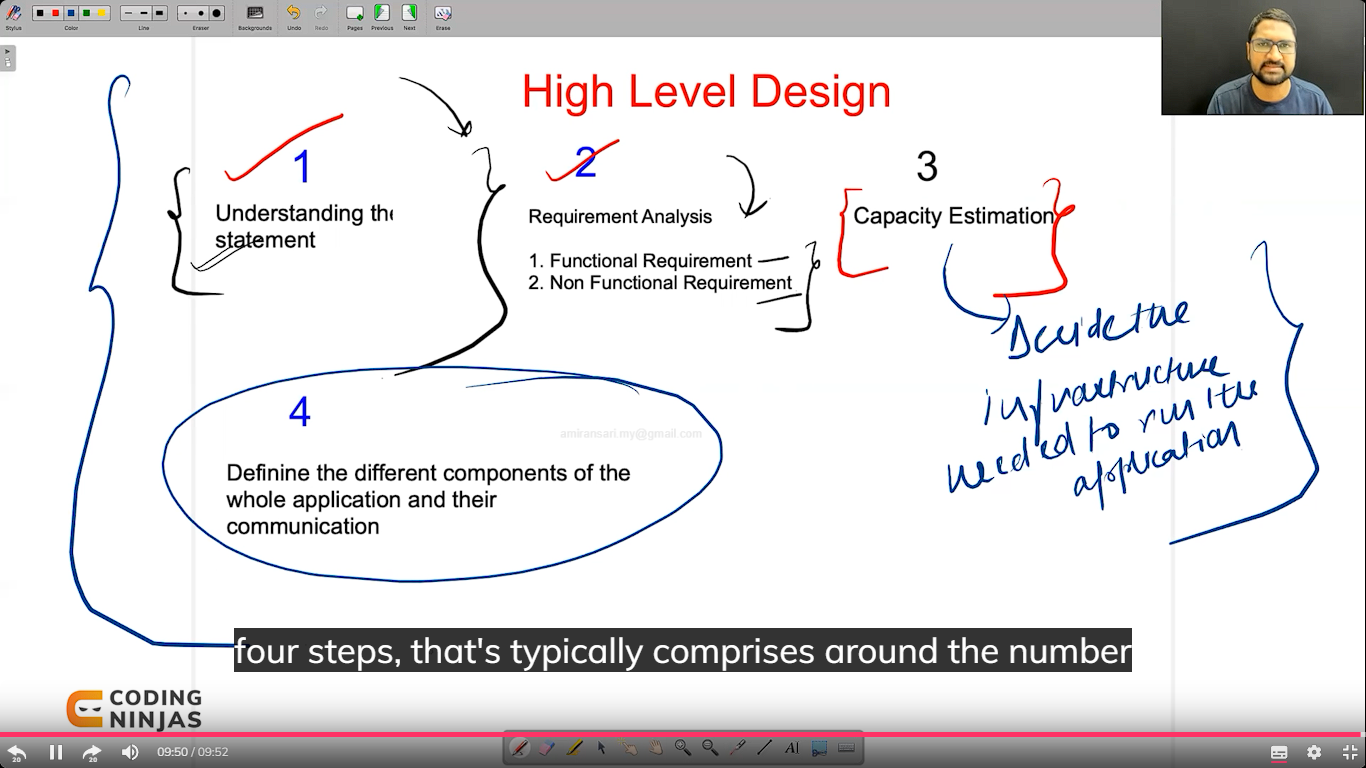 Stylus
Color
Line
Eraser
Backgrounds
Undo
Redo
Pages
Previous
Next
Erase
High Level Design
1
Understanding the
statement
2
Requirement Analysis
1. Functional Requirement
2. Non Functional Requirement
3
Capacity Estimation
Decide the
infrastructure
needed to run the
application
4
Definine the different components of the
whole application and their
communication
amiransari.my@gmail.com
four steps, that's typically comprises around the number
CODING
NINJAS
20
20
09:50 / 09:52
AI